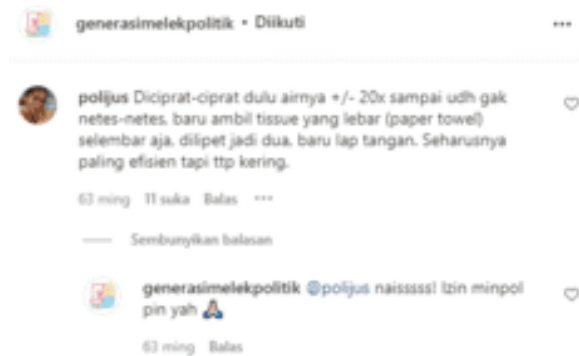 generasimelekpolitik • Diikuti
polijus Diciprat-ciprat dulu airnya +/- 20x sampai udh gak
netes-netes, baru ambil tissue yang lebar (paper towel)
selembar aja, dilipet jadi dua, baru lap tangan. Seharusnya
paling efisien tapi ttp kering.
63 ming 11 suka Balas
Sembunyikan balasan
generasimelekpolitik @polijus naisssss! Izin minpol
pin yah 🙏
63 ming Balas